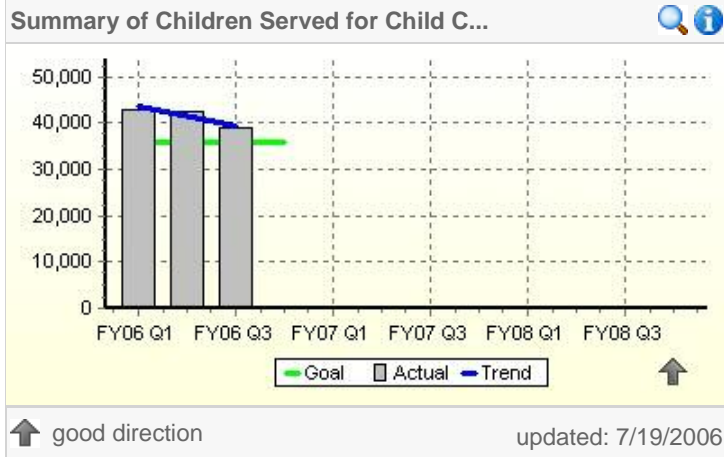 Summary of Children Served for Child C...
50,000
40,000
30,000
20,000
10,000
0
FY06 Q1 FY06 Q3 FY07 Q1 FY07 Q3 FY08 Q1 FY08 Q3
Goal Actual Trend
good direction updated: 7/19/2006